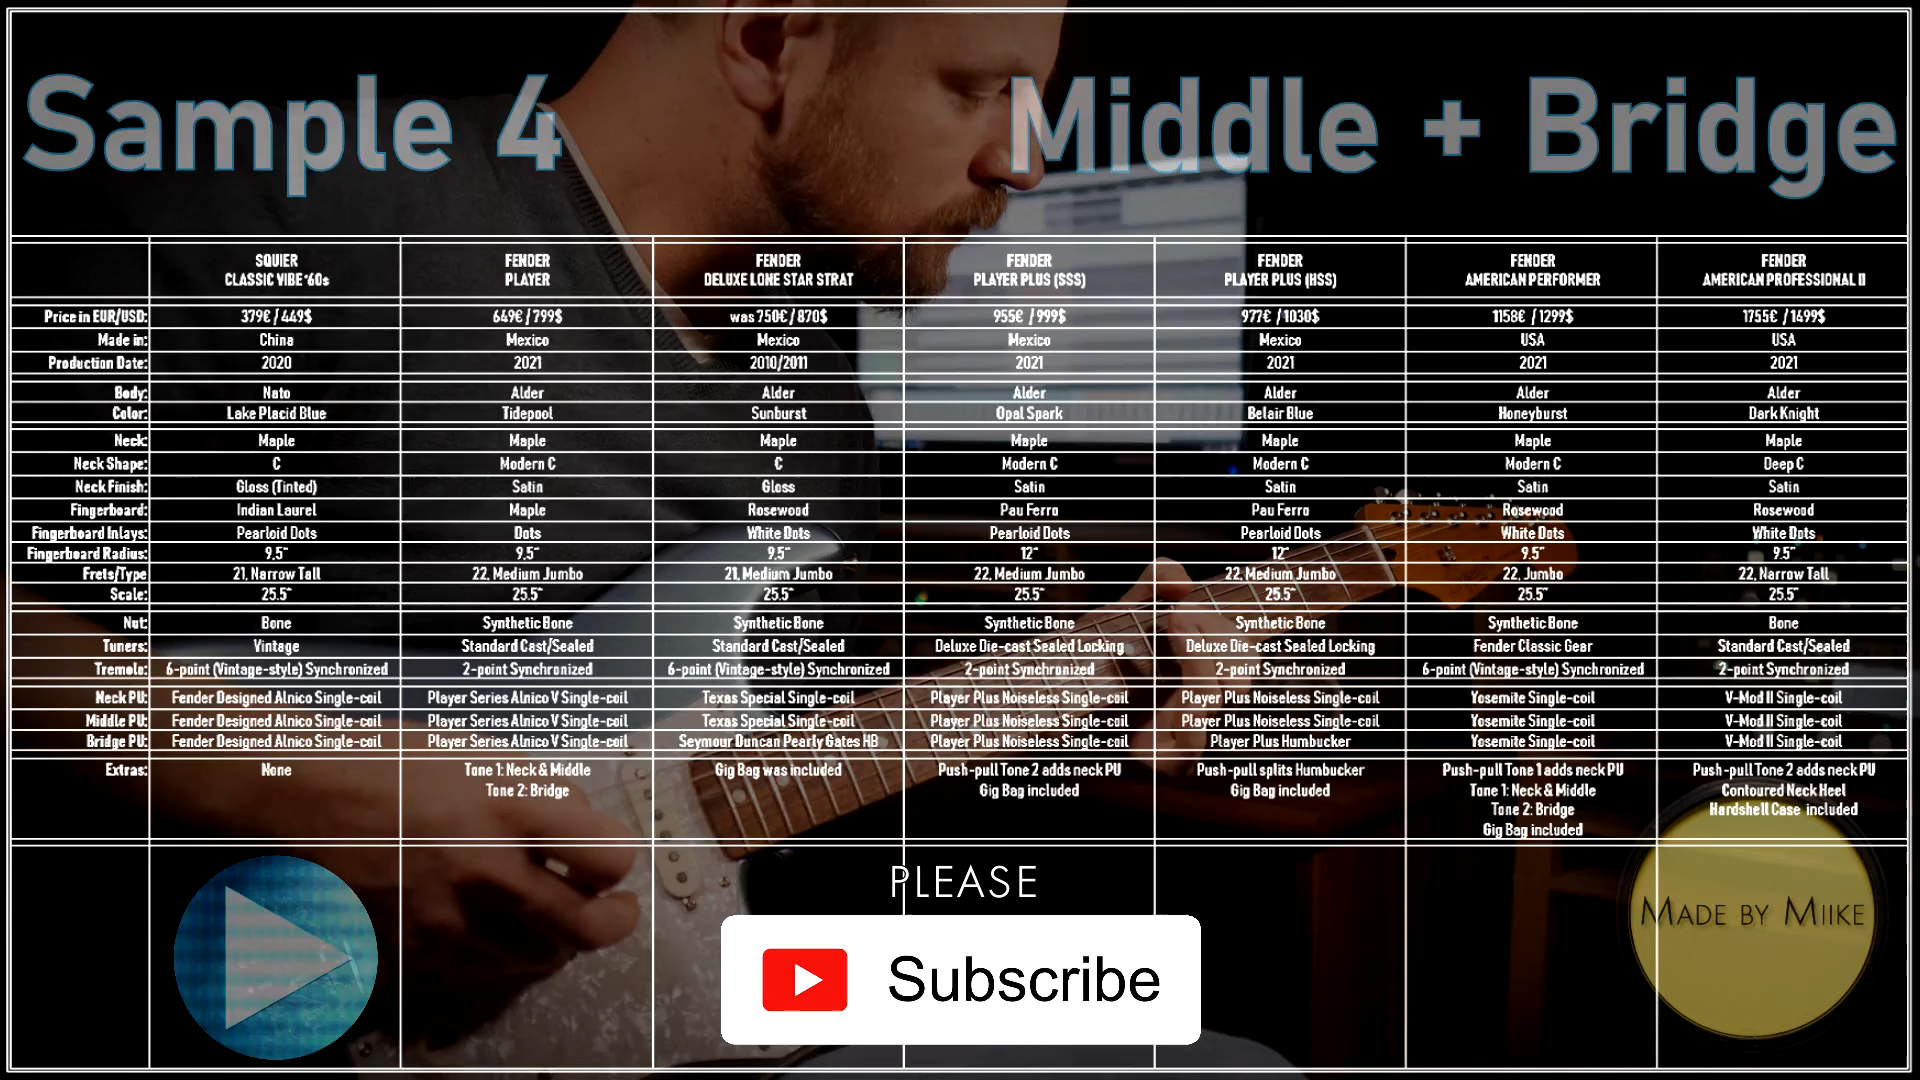 Sample 4 Middle + Bridge
SQUIER FENDER FENDER FENDER FENDER FENDER FENDER
CLASSIC VIBE '60s PLAYER DELUXE LONE STAR STRAT PLAYER PLUS (SSS) PLAYER PLUS (HSS) AMERICAN PERFORMER AMERICAN PROFESSIONAL II
Price in EUR/USD: 379€ / 449$ 649€ / 799$ was 750€ / 870$ 955€ / 999$ 977€ / 1030$ 1158€ / 1299$ 1755€ / 1499$
Made in: China Mexico Mexico Mexico Mexico USA USA
Production Date: 2020 2021 2010/2011 2021 2021 2021 2021
Body: Nato Alder Alder Alder Alder Alder Alder
Color: Lake Placid Blue Tidepool Sunburst Opal Spark Belair Blue Honeyburst Dark Knight
Neck: Maple Maple Maple Maple Maple Maple Maple
Neck Shape: C Modern C C Modern C Modern C Modern C Deep C
Neck Finish: Gloss (Tinted) Satin Gloss Satin Satin Satin Satin
Fingerboard: Indian Laurel Maple Rosewood Pau Ferro Pau Ferro Rosewood Rosewood
Fingerboard Inlays: Pearloid Dots Dots White Dots Pearloid Dots Pearloid Dots White Dots White Dots
Fingerboard Radius: 9.5" 9.5" 9.5" 12" 12" 9.5" 9.5"
Frets/Type 21, Narrow Tall 22, Medium Jumbo 21, Medium Jumbo 22, Medium Jumbo 22, Medium Jumbo 22, Jumbo 22, Narrow Tall
Scale: 25.5" 25.5" 25.5" 25.5" 25.5" 25.5" 25.5"
Nut: Bone Synthetic Bone Synthetic Bone Synthetic Bone Synthetic Bone Synthetic Bone Bone
Tuners: Vintage Standard Cast/Sealed Standard Cast/Sealed Deluxe Die-cast Sealed Locking Deluxe Die-cast Sealed Locking Fender Classic Gear Standard Cast/Sealed
Tremolo: 6-point (Vintage-style) Synchronized 2-point Synchronized 6-point (Vintage-style) Synchronized 2-point Synchronized 2-point Synchronized 6-point (Vintage-style) Synchronized 2-point Synchronized
Neck PU: Fender Designed Alnico Single-coil Player Series Alnico V Single-coil Texas Special Single-coil Player Plus Noiseless Single-coil Player Plus Noiseless Single-coil Yosemite Single-coil V-Mod II Single-coil
Middle PU: Fender Designed Alnico Single-coil Player Series Alnico V Single-coil Texas Special Single-coil Player Plus Noiseless Single-coil Player Plus Noiseless Single-coil Yosemite Single-coil V-Mod II Single-coil
Bridge PU: Fender Designed Alnico Single-coil Player Series Alnico V Single-coil Seymour Duncan Pearly Gates HB Player Plus Noiseless Single-coil Player Plus Humbucker Yosemite Single-coil V-Mod II Single-coil
Extras: None Tone 1: Neck & Middle Gig Bag was included Push-pull Tone 2 adds neck PU Push-pull splits Humbucker Push-pull Tone 1 adds neck PU Push-pull Tone 2 adds neck PU
Tone 2: Bridge Gig Bag included Gig Bag included Tone 1: Neck & Middle Contoured Neck Heel
Tone 2: Bridge Hardshell Case included
Gig Bag included
PLEASE
Subscribe
MADE BY MIIKE